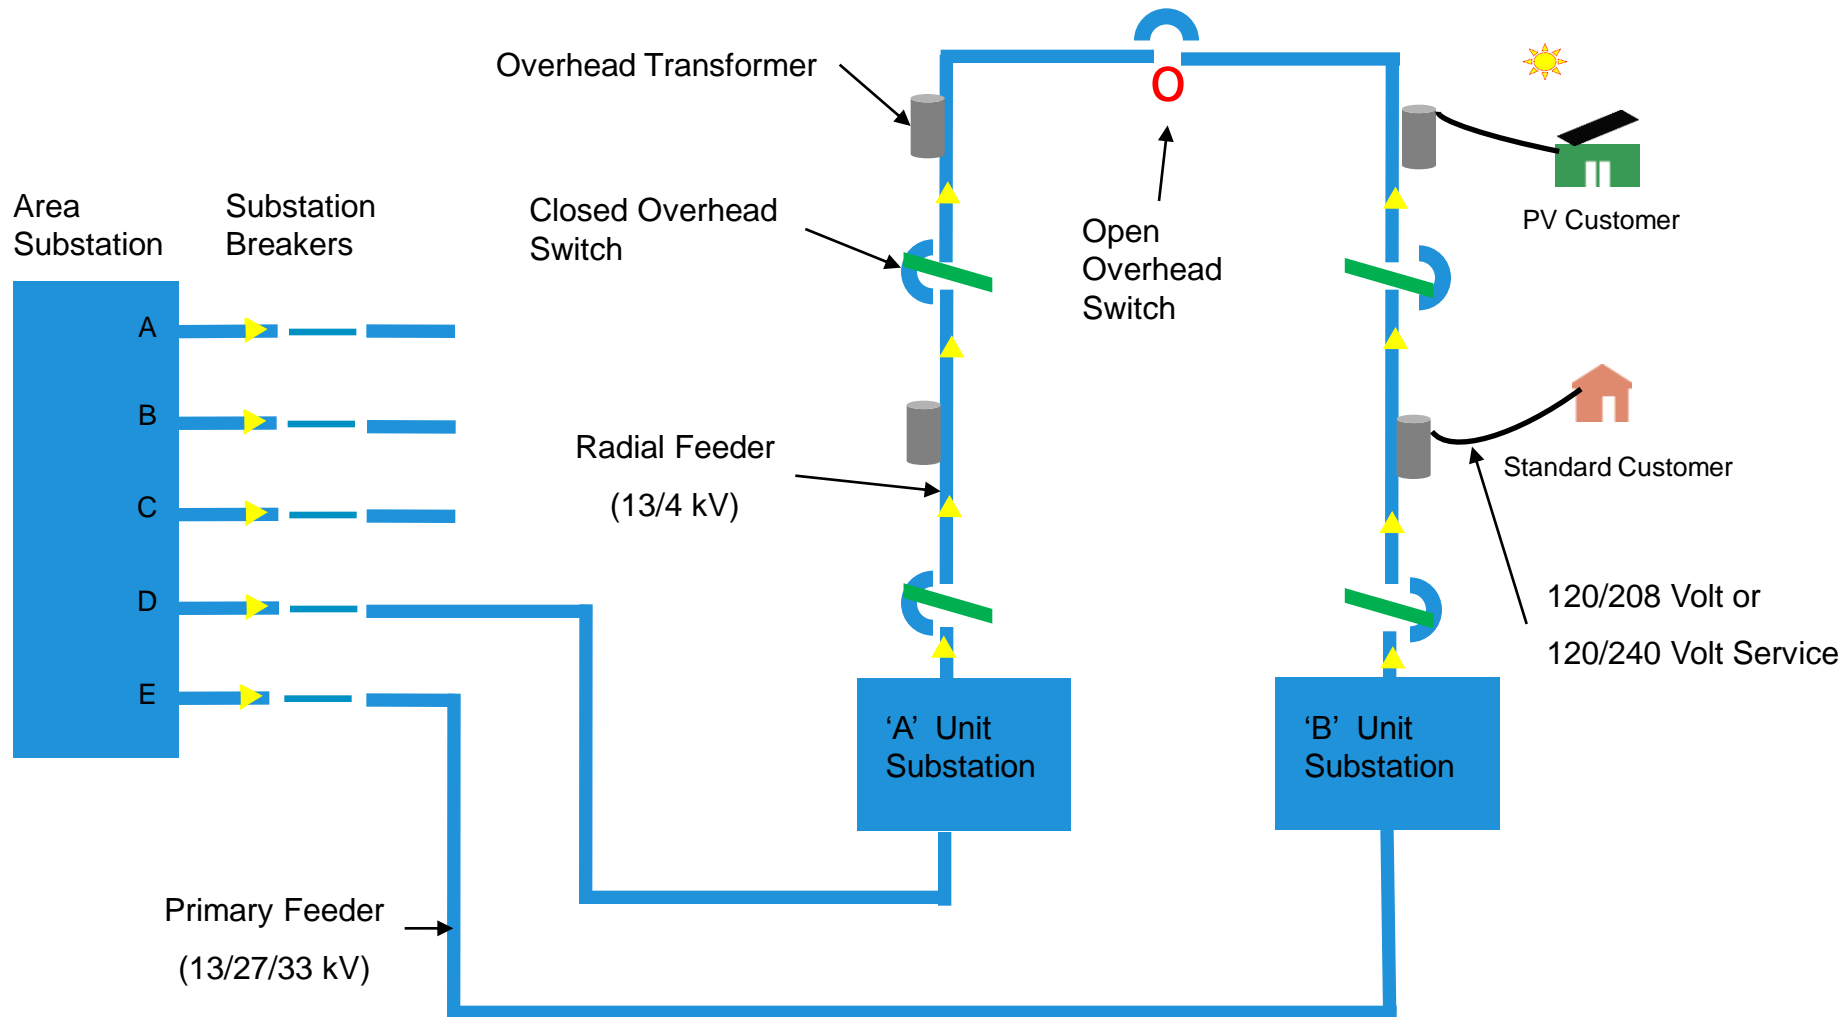 Overhead Transformer
O
Area
Substation
Substation
Breakers
Closed Overhead
Switch
Open
Overhead
Switch
PV Customer
A
B
C
D
E
Radial Feeder
(13/4 kV)
Standard Customer
120/208 Volt or
120/240 Volt Service
‘A’ Unit
Substation
‘B’ Unit
Substation
Primary Feeder
(13/27/33 kV)